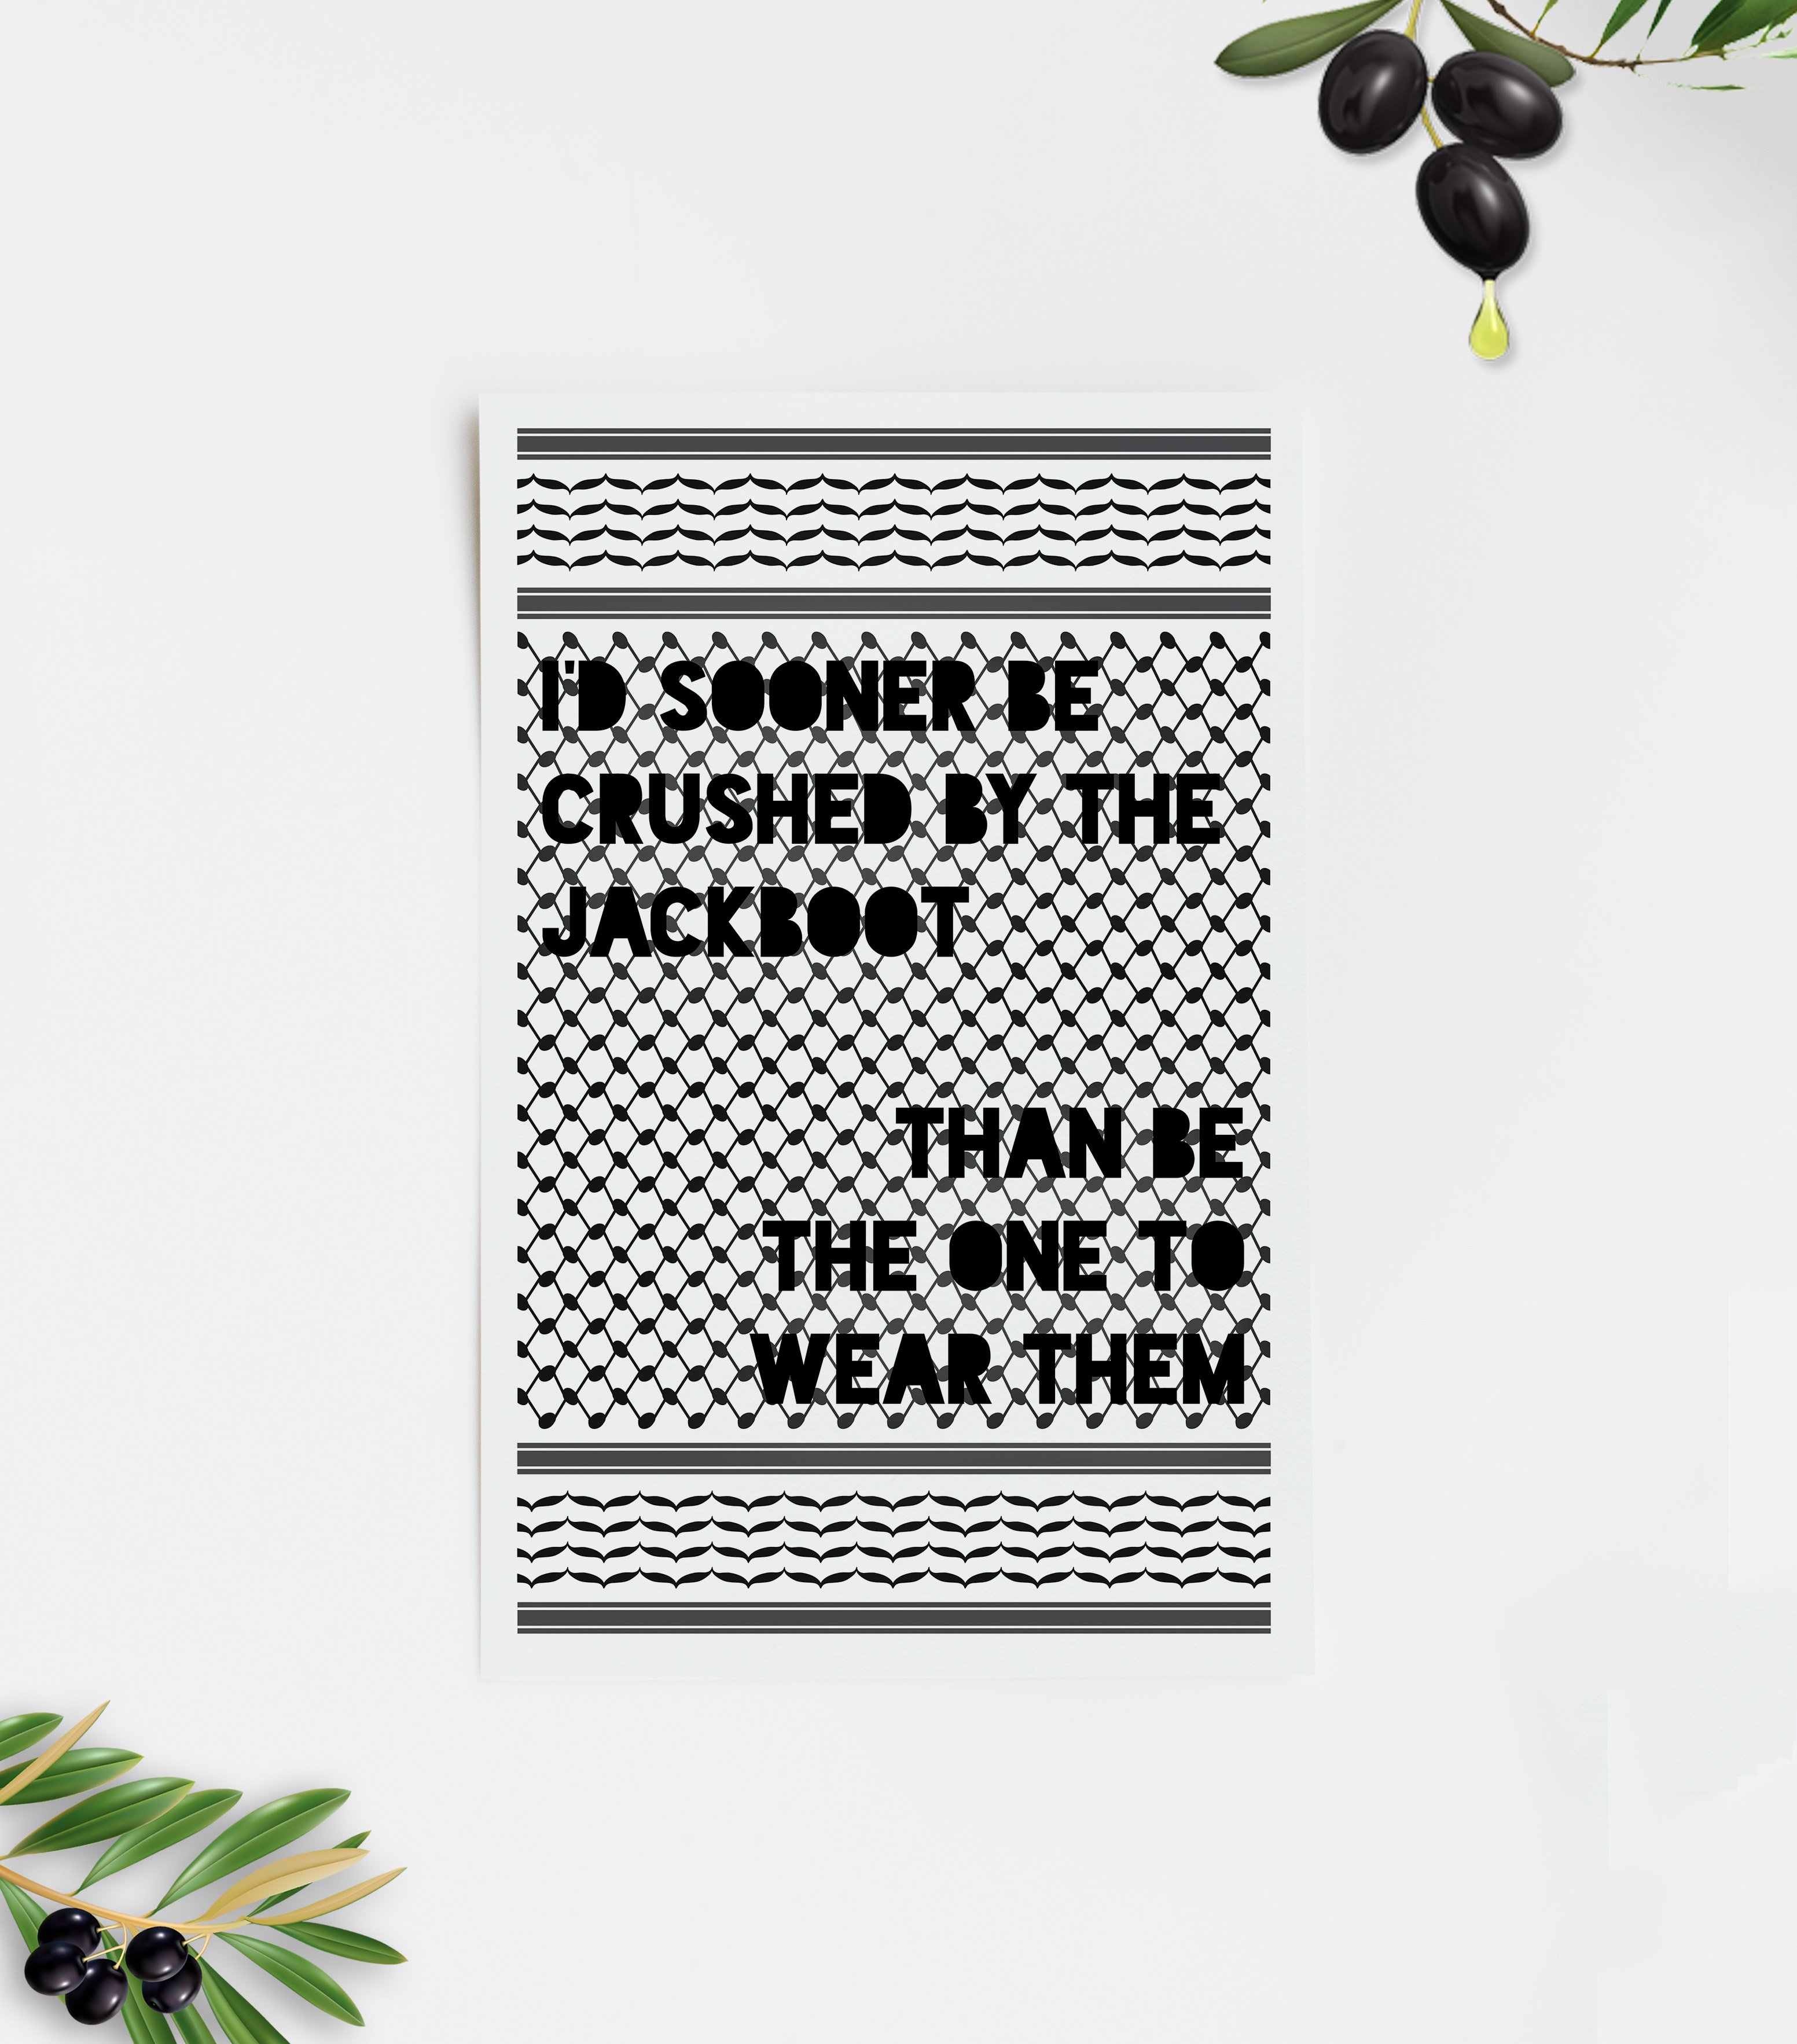 I'D SOONER BE
CRUSHED BY THE
JACKBOOT
THAN BE
THE ONE TO
WEAR THEM